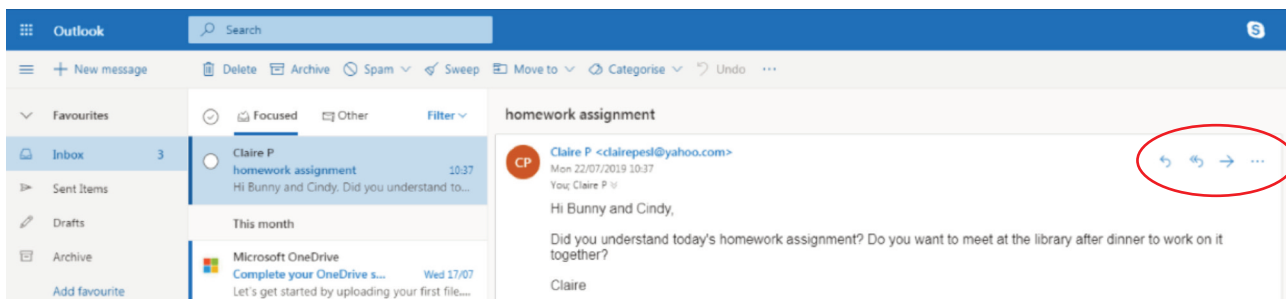 Outlook
Search
New message
Delete
Archive
Spam
Sweep
Move to
Categorise
Undo
Favourites
Inbox 3
Sent Items
Drafts
Archive
Add favourite
Focused
Other
Filter
Claire P
homework assignment 10:37
Hi Bunny and Cindy. Did you understand to...
This month
Microsoft OneDrive
Complete your OneDrive s... Wed 17/07
Let's get started by uploading your first file....
homework assignment
CP
Claire P <clairepesl@yahoo.com>
Mon 22/07/2019 10:37
You; Claire P
Hi Bunny and Cindy,
Did you understand today's homework assignment? Do you want to meet at the library after dinner to work on it
together?
Claire